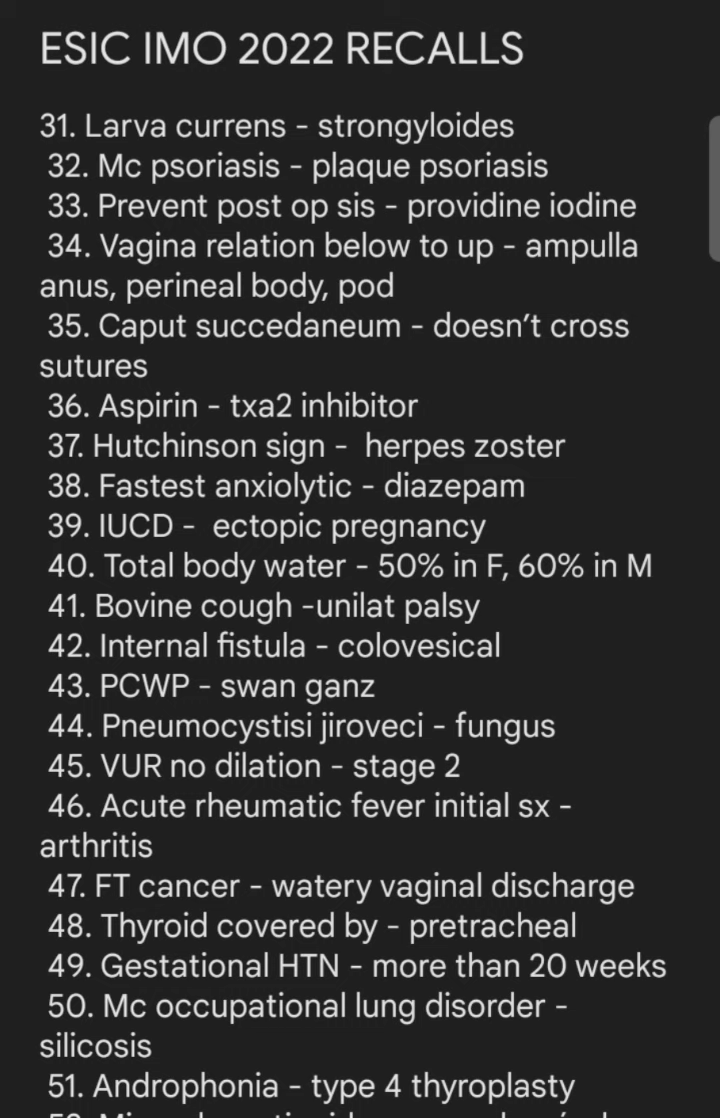 ESIC IMO 2022 RECALLS
31. Larva currens - strongyloides
32. Mc psoriasis - plaque psoriasis
33. Prevent post op sis - providine iodine
34. Vagina relation below to up - ampulla
anus, perineal body, pod
35. Caput succedaneum - doesn't cross
sutures
36. Aspirin - txa2 inhibitor
37. Hutchinson sign -  herpes zoster
38. Fastest anxiolytic - diazepam
39. IUCD -  ectopic pregnancy
40. Total body water - 50% in F, 60% in M
41. Bovine cough -unilat palsy
42. Internal fistula - colovesical
43. PCWP - swan ganz
44. Pneumocystisi jiroveci - fungus
45. VUR no dilation - stage 2
46. Acute rheumatic fever initial sx -
arthritis
47. FT cancer - watery vaginal discharge
48. Thyroid covered by - pretracheal
49. Gestational HTN - more than 20 weeks
50. Mc occupational lung disorder -
silicosis
51. Androphonia - type 4 thyroplasty